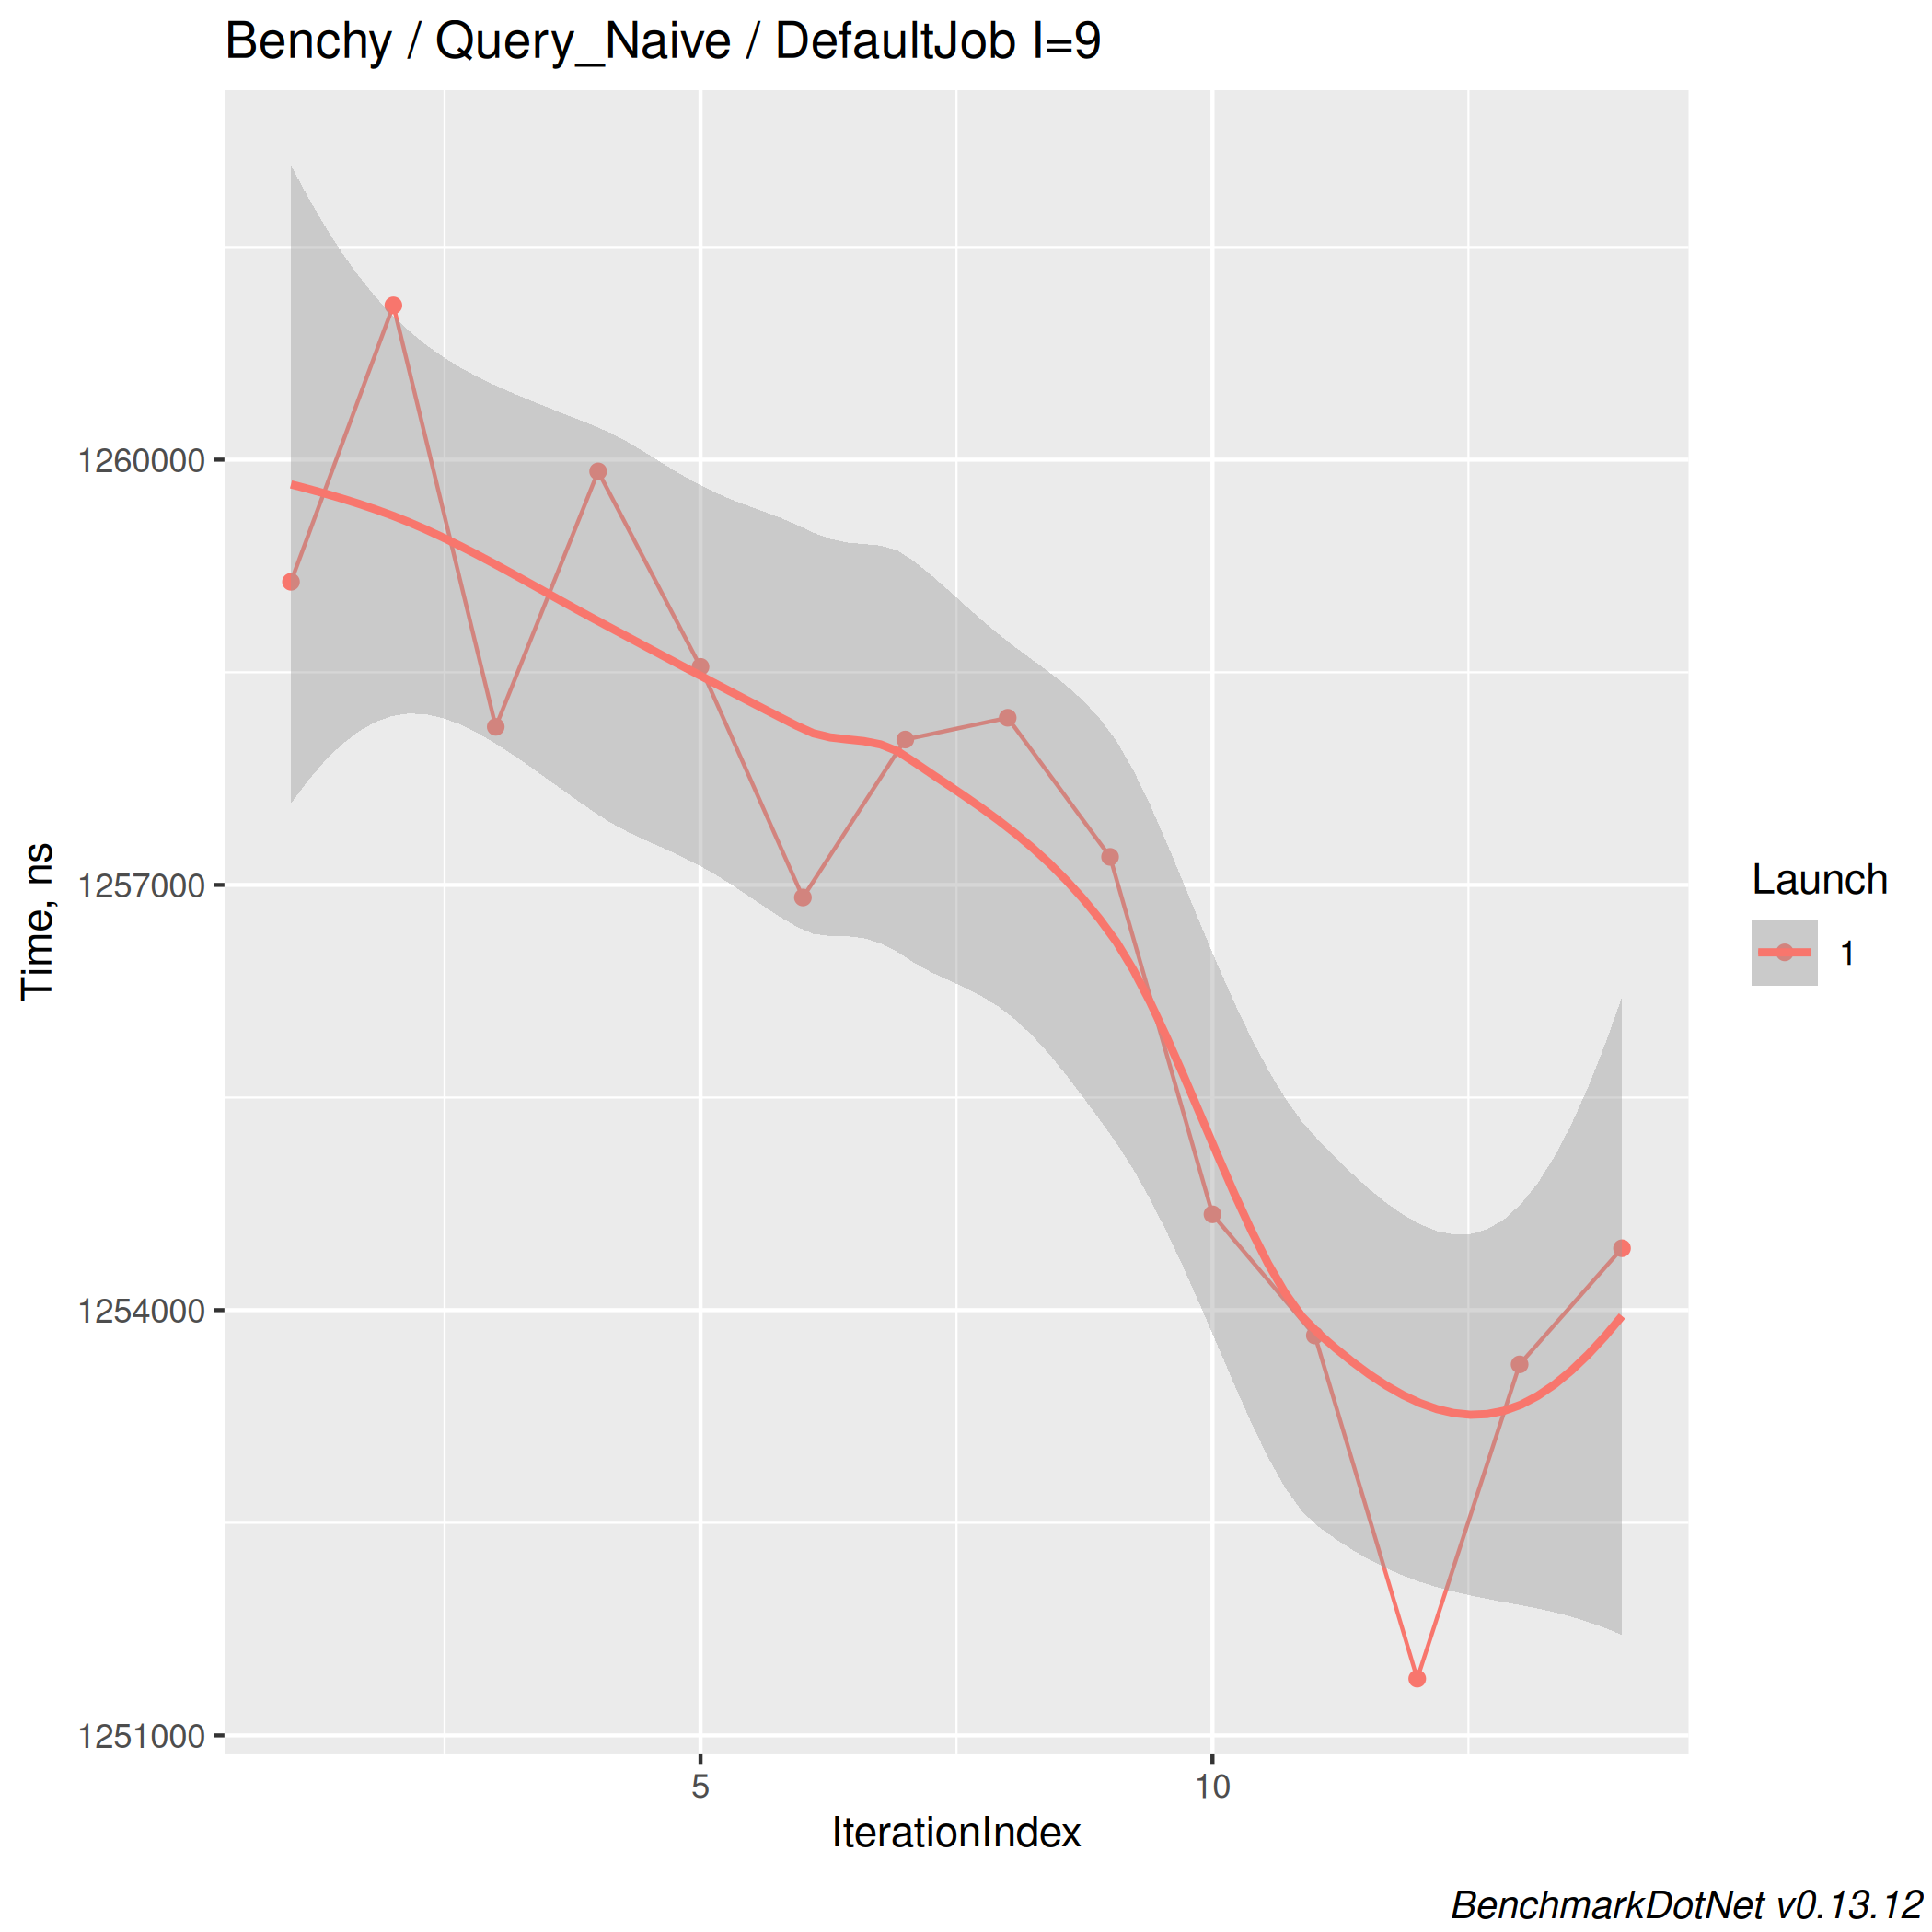 Benchy / Query_Naive / DefaultJob I=9
Time, ns
1260000
1257000
1254000
1251000
5
10
IterationIndex
Launch
1
BenchmarkDotNet v0.13.12